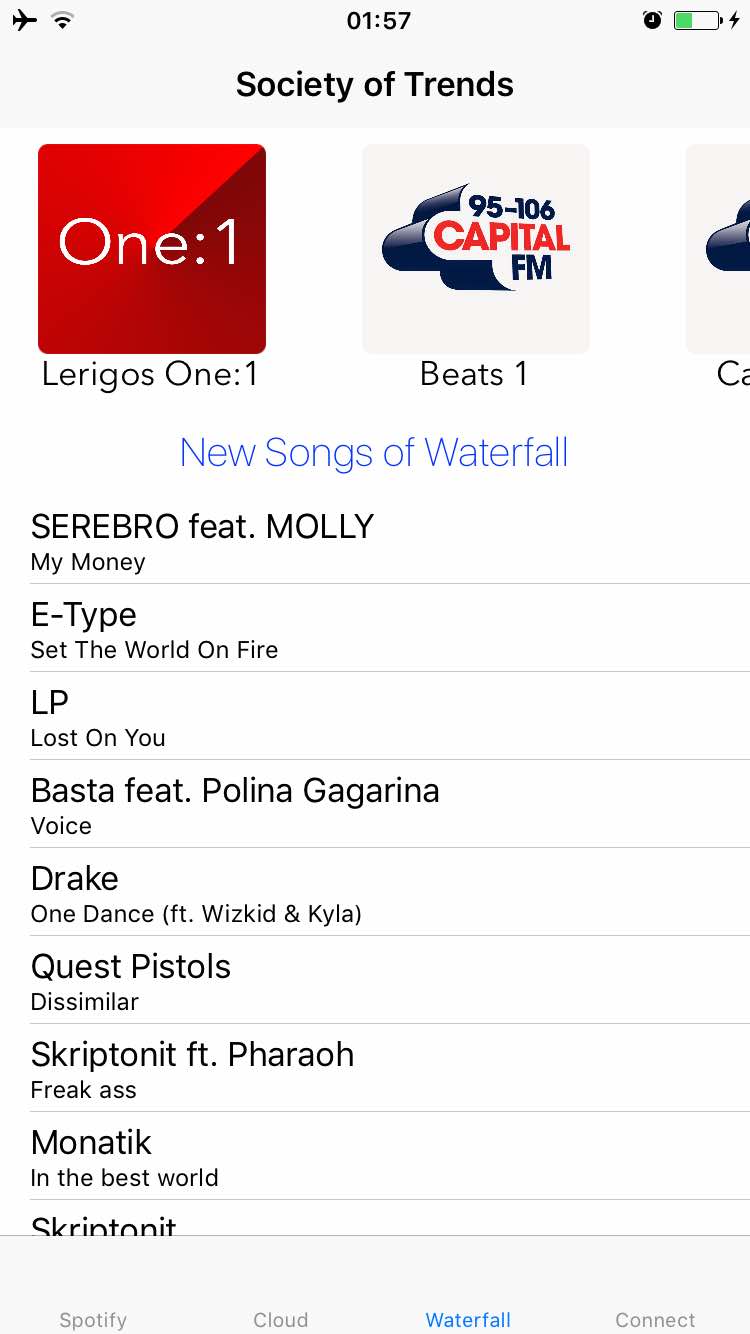 01:57
Society of Trends
One:1
95-106
CAPITAL
FM
Lerigos One:1
Beats 1
Ca
New Songs of Waterfall
SEREBRO feat. MOLLY
My Money
E-Type
Set The World On Fire
LP
Lost On You
Basta feat. Polina Gagarina
Voice
Drake
One Dance (ft. Wizkid & Kyla)
Quest Pistols
Dissimilar
Skriptonit ft. Pharaoh
Freak ass
Monatik
In the best world
Skriptonit
Spotify
Cloud
Waterfall
Connect